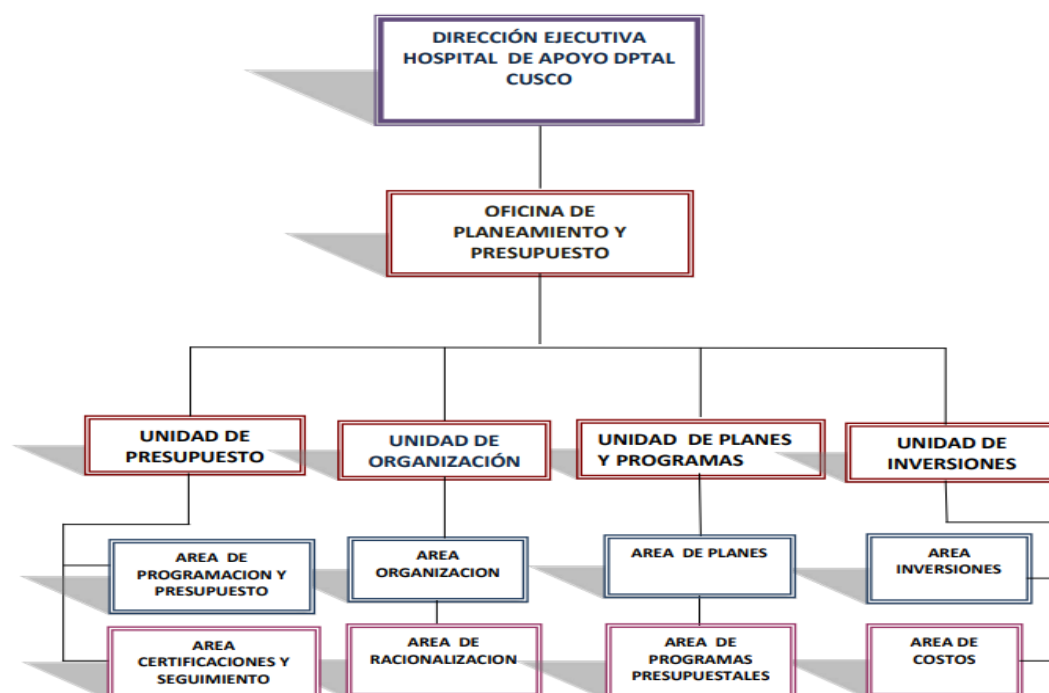 DIRECCIÓN EJECUTIVA
HOSPITAL DE APOYO DPTAL
CUSCO
OFICINA DE
PLANEAMIENTO Y
PRESUPUESTO
UNIDAD DE
PRESUPUESTO
UNIDAD DE
ORGANIZACIÓN
UNIDAD DE PLANES
Y PROGRAMAS
UNIDAD DE
INVERSIONES
AREA DE
PROGRAMACION Y
PRESUPUESTO
AREA
ORGANIZACION
AREA DE PLANES
AREA
INVERSIONES
AREA
CERTIFICACIONES Y
SEGUIMIENTO
AREA DE
RACIONALIZACION
AREA DE
PROGRAMAS
PRESUPUESTALES
AREA DE
COSTOS